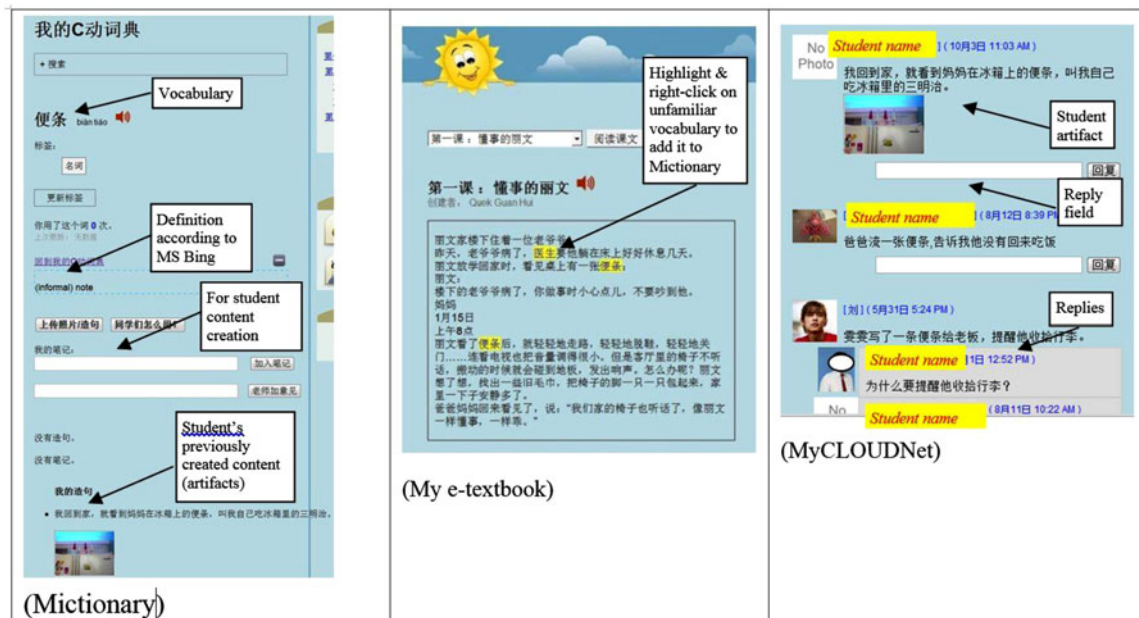 我的C动词典
+ 搜索
Vocabulary
便条 biàn tiáo
标签:
名词
更新标签
你用了这个词 0 次。
Definition according to MS Bing
回到我的C动词典
(informal) note
For student content creation
上传照片/造句
同学们怎么
我的笔记:
加入笔记
老师加意见
没有造句。
没有笔记。
Student's previously created content (artifacts)
我的造句
我回到家,就看到妈妈在冰箱上的便条,叫我自己吃冰箱里的三明治。
(Mictionary)
Highlight & right-click on unfamiliar vocabulary to add it to Mictionary
第一课:懂事的丽文
阅读课文
第一课:懂事的丽文
创建者: Quek Guan Hui
丽文家楼下住着一位老爷爷。
昨天,老爷爷病了,医生要他躺在床上好好休息几天。
丽文放学回家时,看见桌上有一张便条:
丽文:
楼下的老爷爷病了,你做事时小心点儿,不要吵到他。
妈妈
1月15日
上午8点
丽文看了便条后,就轻轻地走路,轻轻地脱鞋,轻轻地关
门……连看电视也把音量调得很小。但是客厅里的椅子不听
话,搬动的时候就会碰到地板,发出响声。怎么办呢?丽文
想了想,找出一些旧毛巾,把椅子的脚一只一只包起来,家
里一下子安静多了。
爸爸妈妈回来看见了,说:“我们家的椅子也听话了,像丽文
一样懂事,一样乖。”
(My e-textbook)
No Photo
Student name
] ( 10月3日 11:03 AM )
我回到家,就看到妈妈在冰箱上的便条,叫我自己
吃冰箱里的三明治。
Student artifact
回复
Reply field
Student name
( 8月12日 8:39 PM
爸爸淩一张便条,告诉我他没有回来吃饭
回复
Replies
[ 刘 ] ( 5月31日 5:24 PM )
雯雯写了一条便条给老板,提醒他收拾行李。
Student name
1日 12:52 PM )
为什么要提醒他收拾行李?
No
Student name
( 8月11日 10:22 AM )
(MyCLOUDNet)